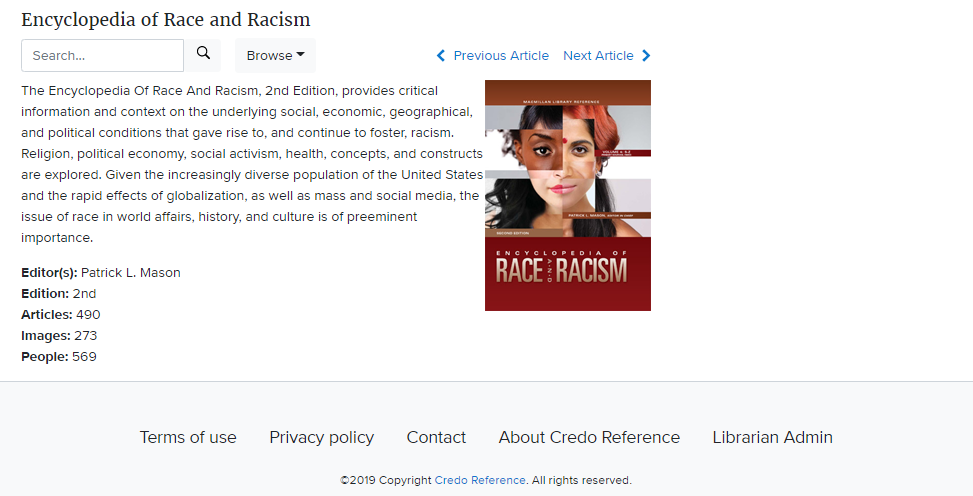 Encyclopedia of Race and Racism
Search...
Browse
Previous Article Next Article
The Encyclopedia Of Race And Racism, 2nd Edition, provides critical
information and context on the underlying social, economic, geographical,
and political conditions that gave rise to, and continue to foster, racism.
Religion, political economy, social activism, health, concepts, and constructs
are explored. Given the increasingly diverse population of the United States
and the rapid effects of globalization, as well as mass and social media, the
issue of race in world affairs, history, and culture is of preeminent
importance.
MACMILLAN LIBRARY REFERENCE
PATRICK L. MASON, EDITOR IN CHIEF
SECOND EDITION
ENCYCLOPEDIA OF
RACE AND RACISM
Editor(s): Patrick L. Mason
Edition: 2nd
Articles: 490
Images: 273
People: 569
Terms of use Privacy policy Contact About Credo Reference Librarian Admin
©2019 Copyright Credo Reference. All rights reserved.